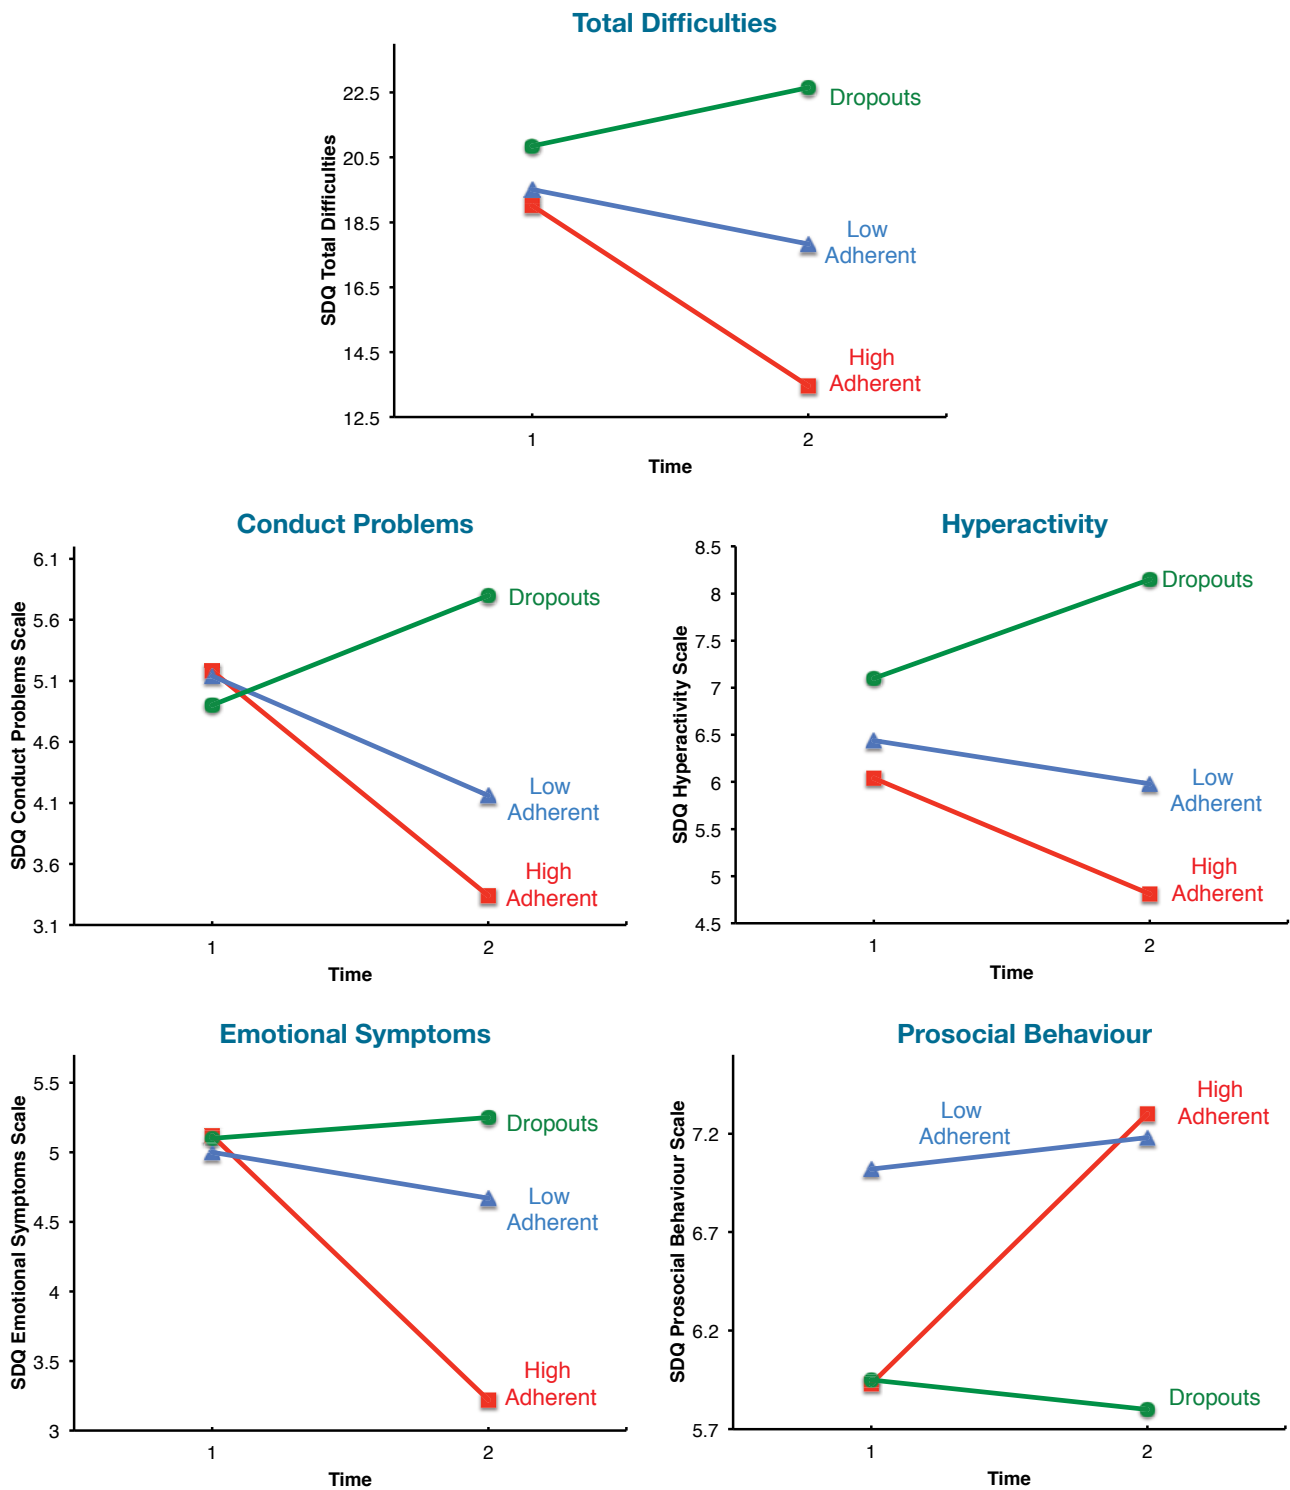 Total Difficulties
SDQ Total Difficulties
22.5
20.5
18.5
16.5
14.5
12.5
Dropouts
Low
Adherent
High
Adherent
1
2
Time
Conduct Problems
SDQ Conduct Problems Scale
6.1
5.6
5.1
4.6
4.1
3.6
3.1
Dropouts
Low
Adherent
High
Adherent
1
2
Time
Hyperactivity
SDQ Hyperactivity Scale
8.5
8
7.5
7
6.5
6
5.5
5
4.5
Dropouts
Low
Adherent
High
Adherent
1
2
Time
Emotional Symptoms
SDQ Emotional Symptoms Scale
5.5
5
4.5
4
3.5
3
Dropouts
Low
Adherent
High
Adherent
1
2
Time
Prosocial Behaviour
SDQ Prosocial Behaviour Scale
7.2
6.7
6.2
5.7
High
Adherent
Low
Adherent
Dropouts
1
2
Time